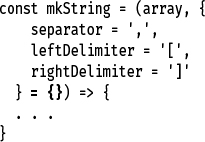 const mkString = (array, {
    separator = ',',
    leftDelimiter = '[',
    rightDelimiter = ']'
  } = {}) => {
  . . .
}